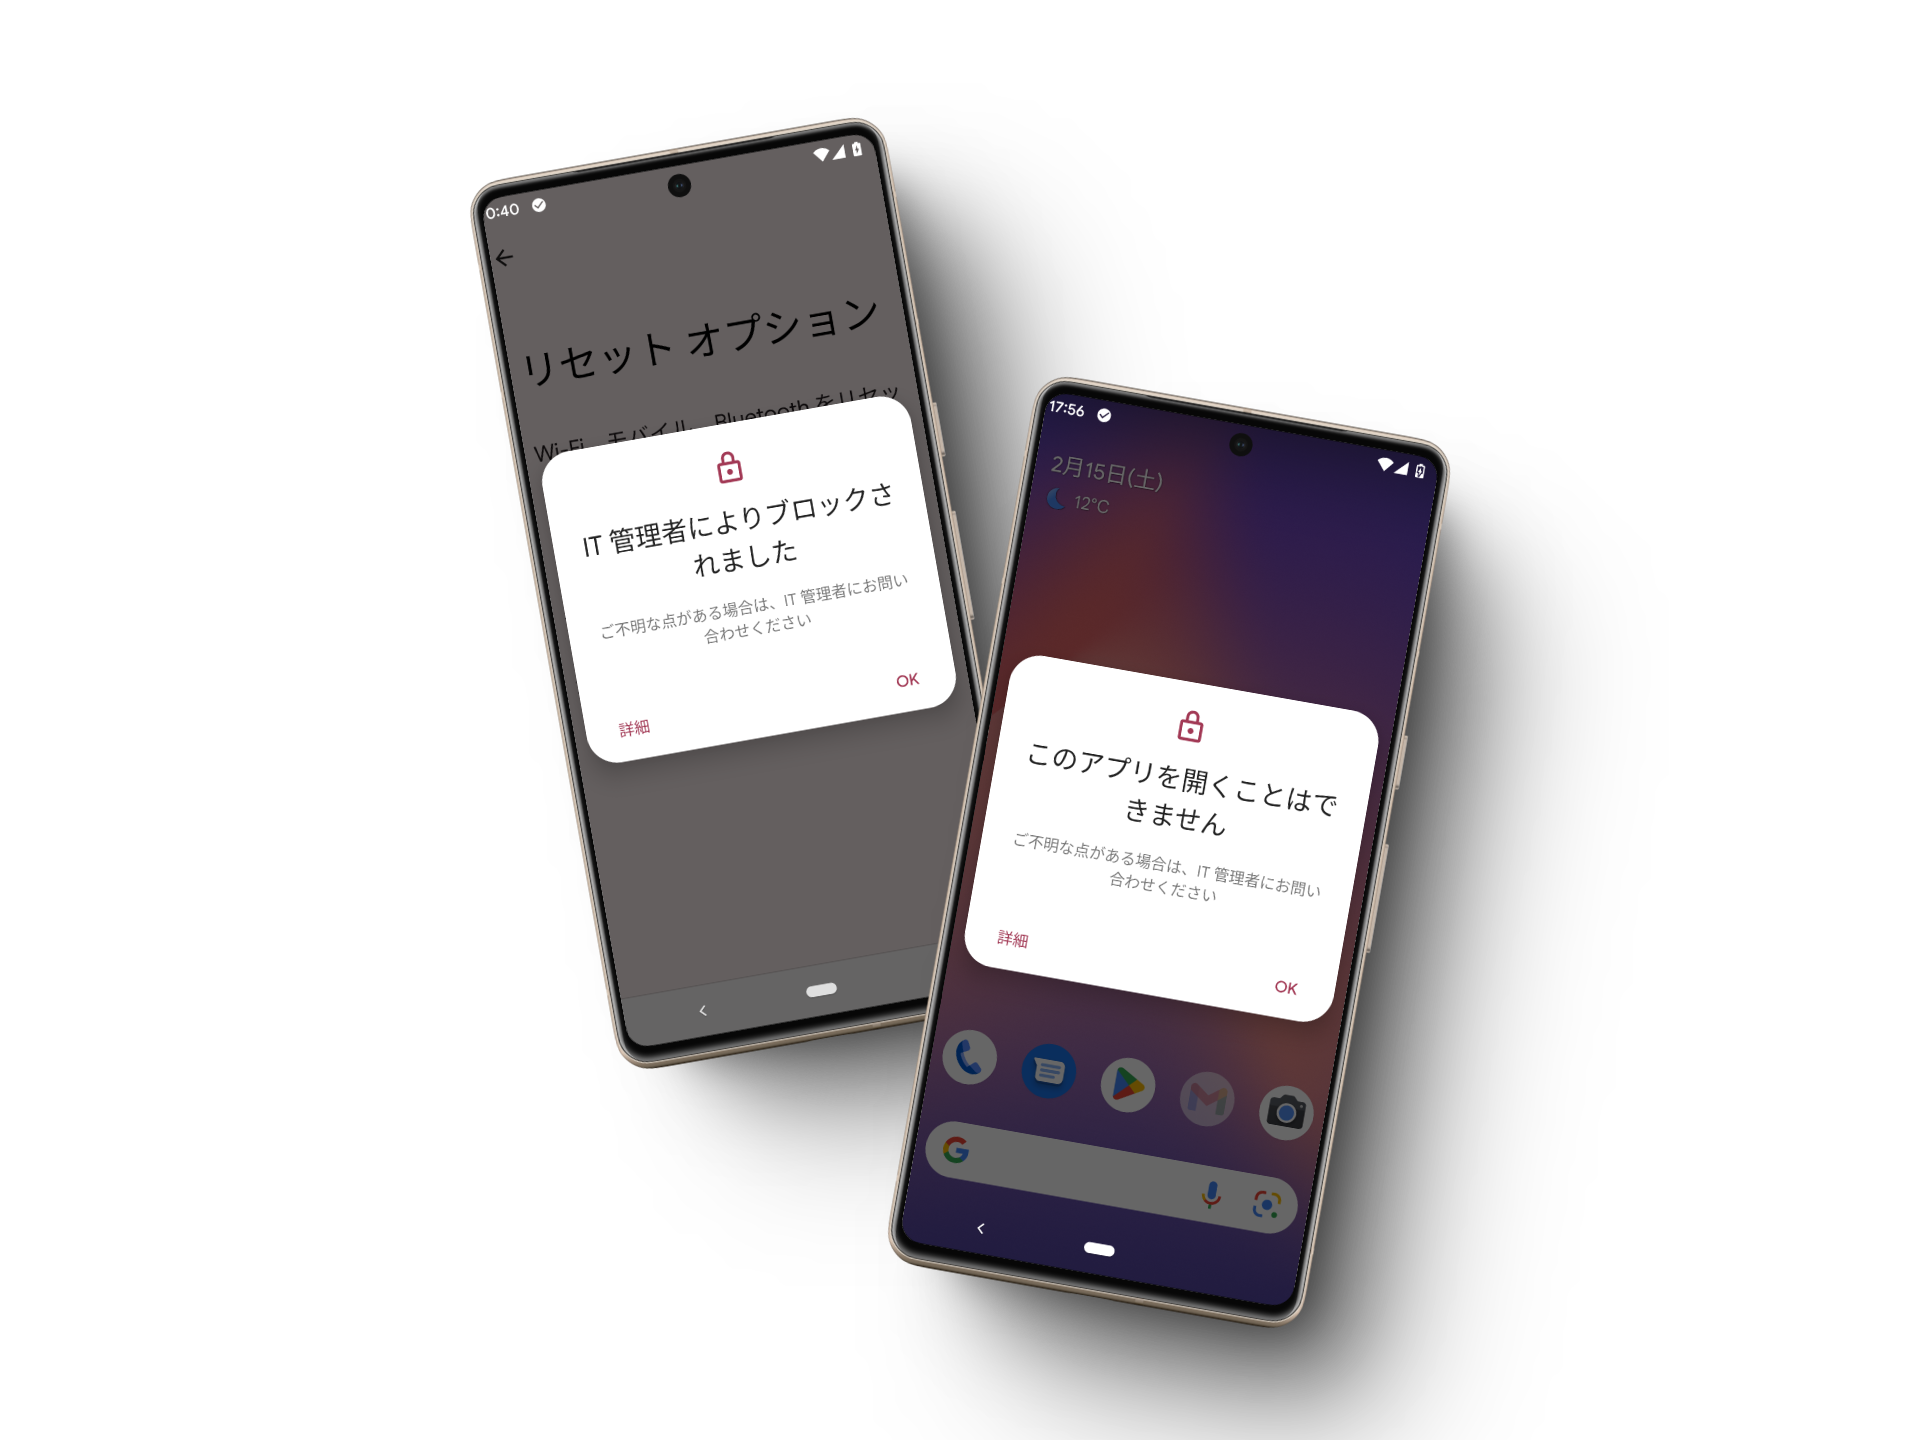 0:40
リセット オプション
Wi-Fi、モバイル、Bluetooth をリセッ
IT 管理者によりブロックさ
れました
ご不明な点がある場合は、IT 管理者にお問い
合わせください
詳細
OK
17:56
2月15日(土)
12°C
このアプリを開くことはで
きません
ご不明な点がある場合は、IT 管理者にお問い
合わせください
詳細
OK